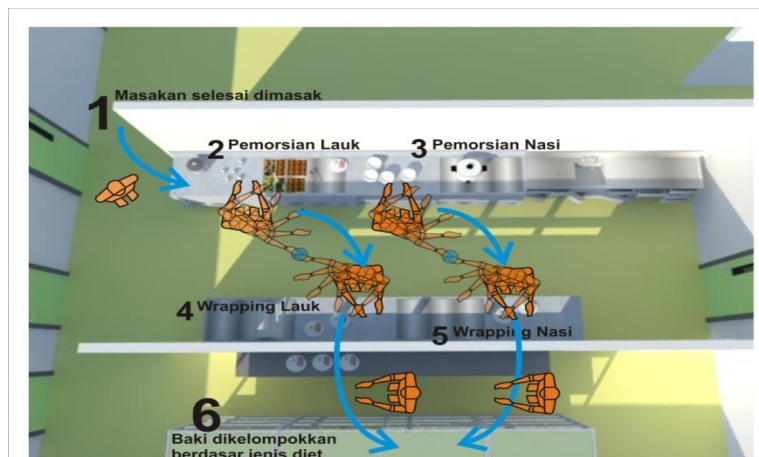 1 Masakan selesai dimasak
2 Pemorsian Lauk
3 Pemorsian Nasi
4 Wrapping Lauk
5 Wrapping Nasi
6
Baki dikelompokkan
berdasar jenis diet